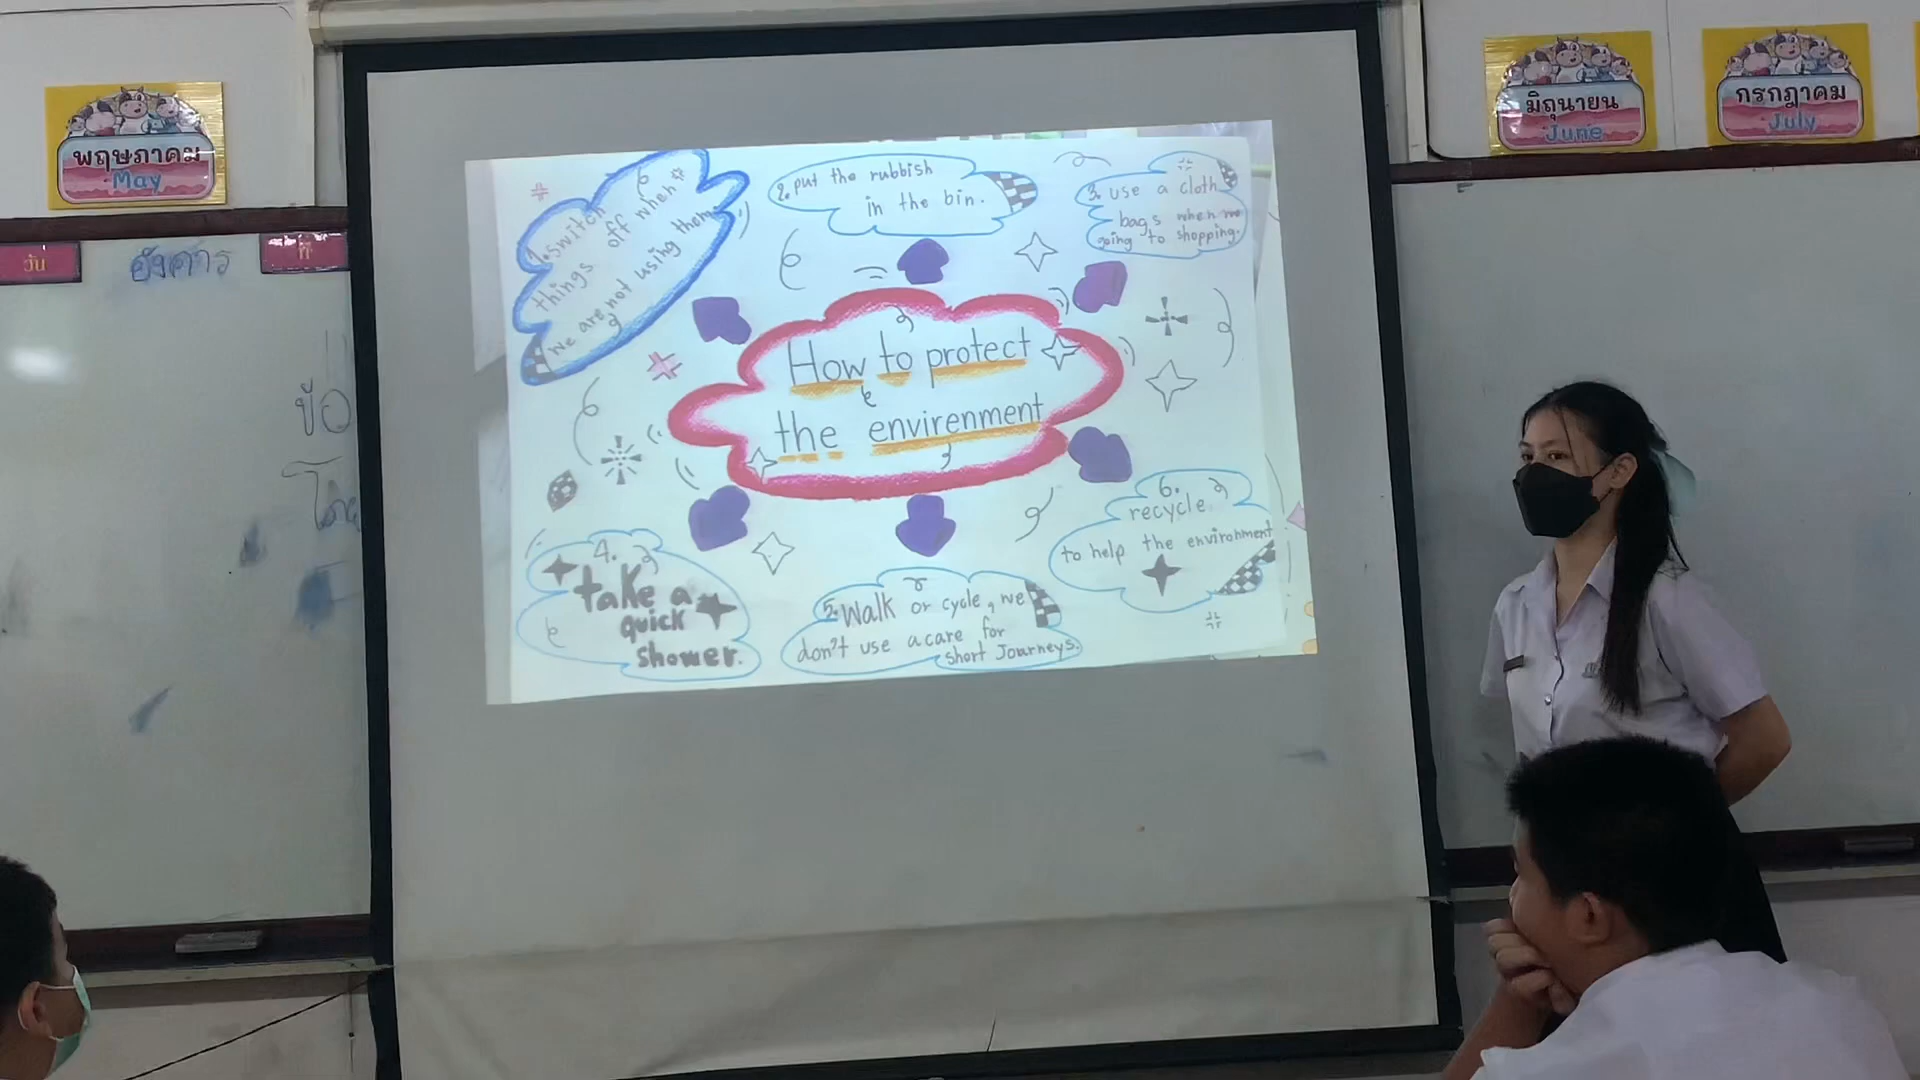 พฤษภาคม
May
มิถุนายน
June
กรกฎาคม
July
วัน
อังคาร
ที่
ข้อ
1. switch
things off when
we are not using them
2. put the rubbish
in the bin.
3. use a cloth
bags when we
going to shopping.
How to protect
the envirenment
4.
take a
quick
shower.
5. Walk or cycle, we
don't use a care for
short Journeys.
6.
recycle
to help the environment